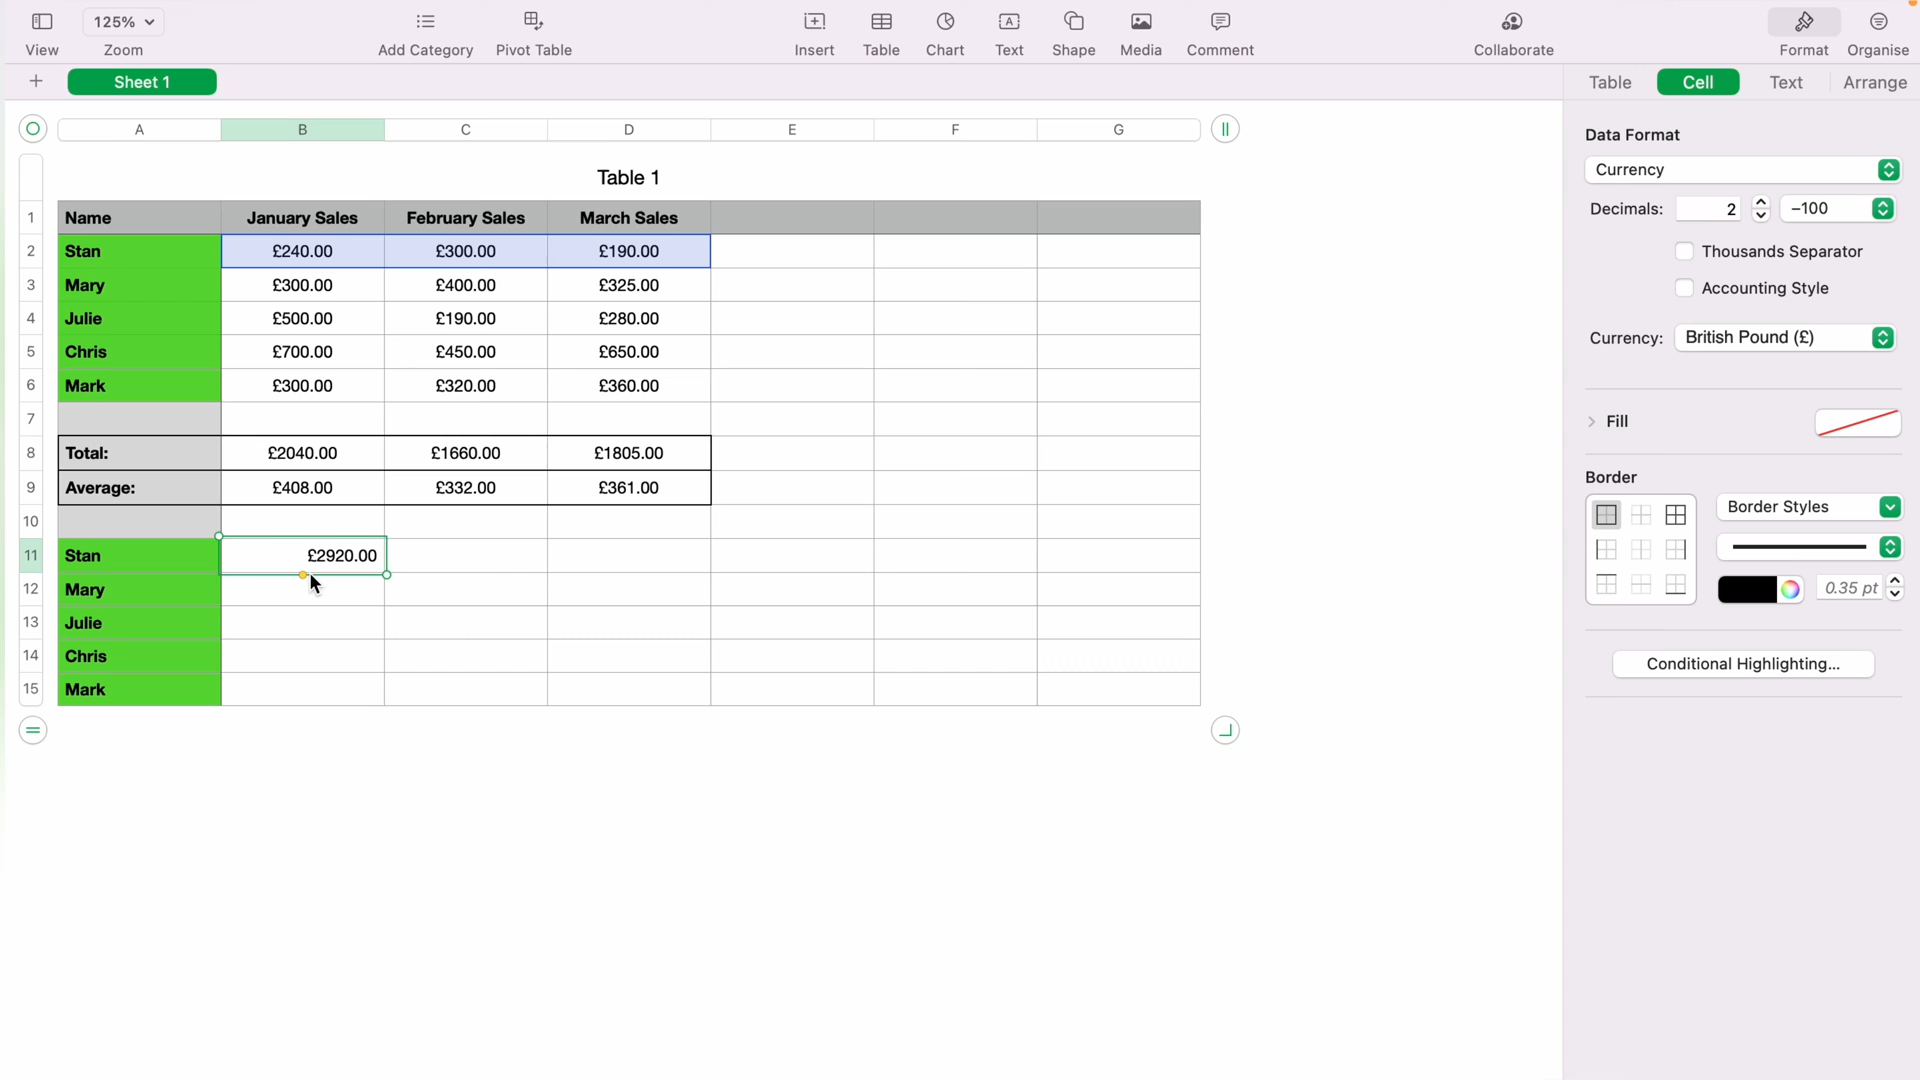 125%
View
Zoom
Add Category
Pivot Table
Insert
Table
Chart
Text
Shape
Media
Comment
Collaborate
Format
Organise
+
Sheet 1
Table
Cell
Text
Arrange
A B C D E F G
Table 1
1 Name January Sales February Sales March Sales
2 Stan £240.00 £300.00 £190.00
3 Mary £300.00 £400.00 £325.00
4 Julie £500.00 £190.00 £280.00
5 Chris £700.00 £450.00 £650.00
6 Mark £300.00 £320.00 £360.00
7
8 Total: £2040.00 £1660.00 £1805.00
9 Average: £408.00 £332.00 £361.00
10
11 Stan £2920.00
12 Mary
13 Julie
14 Chris
15 Mark
Data Format
Currency
Decimals: 2 −100
Thousands Separator
Accounting Style
Currency: British Pound (£)
Fill
Border
Border Styles
0.35 pt
Conditional Highlighting...